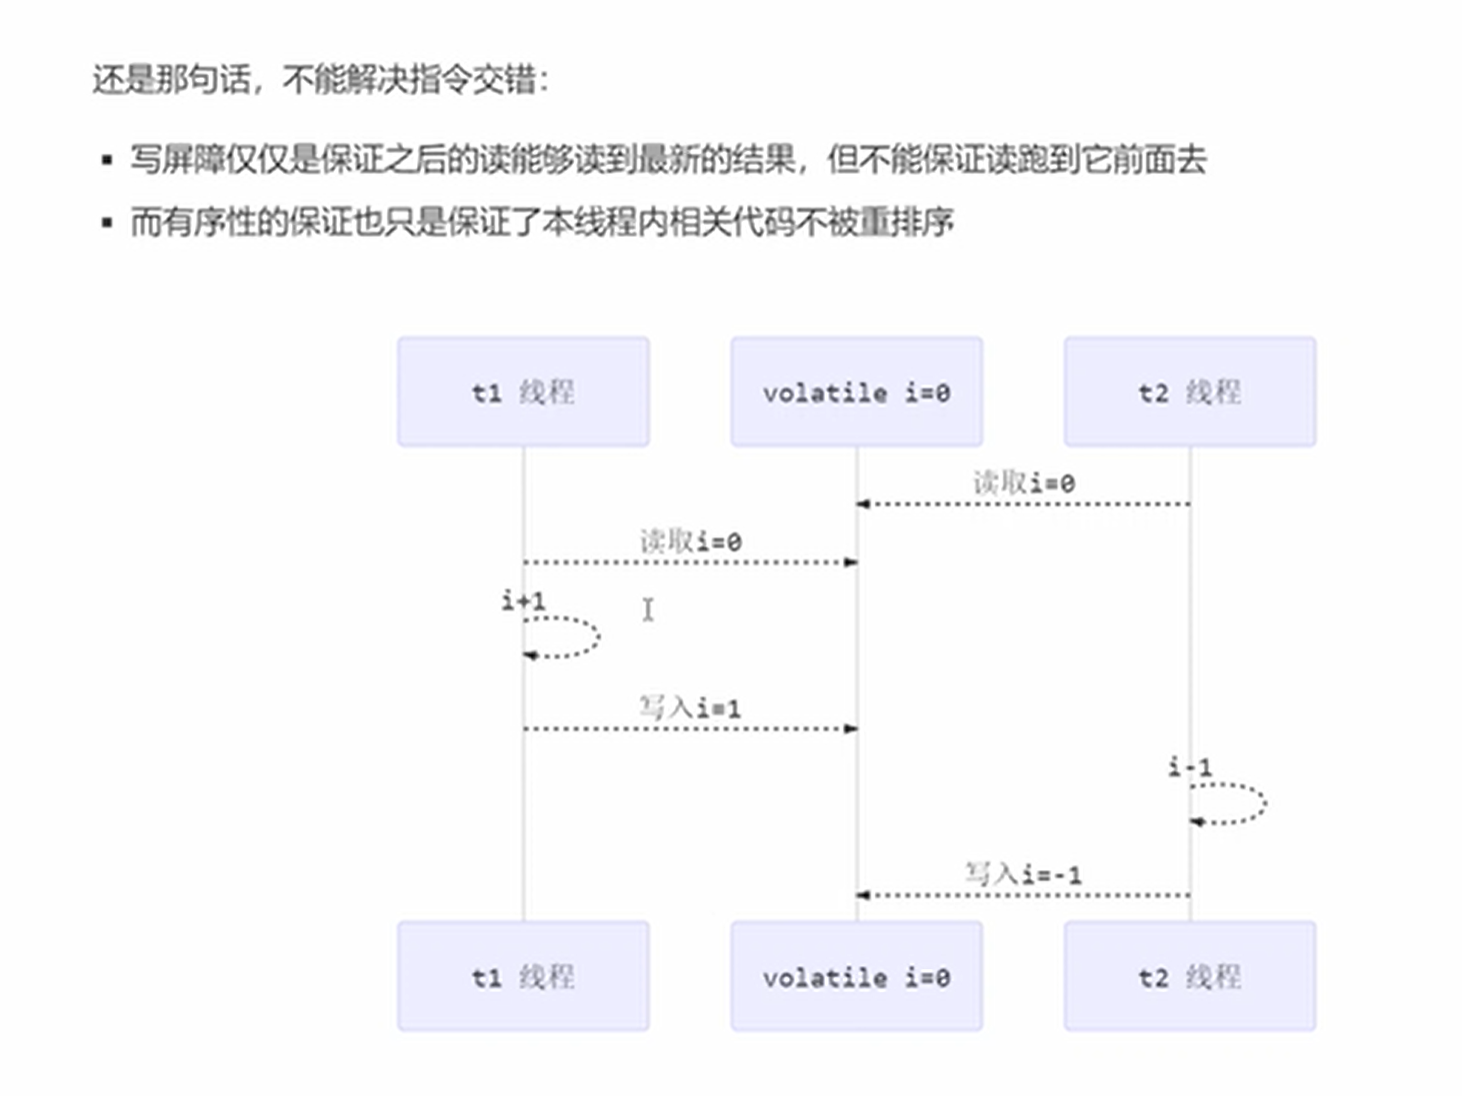 还是那句话，不能解决指令交错：
▪ 写屏障仅仅是保证之后的读能够读到最新的结果，但不能保证读跑到它前面去
▪ 而有序性的保证也只是保证了本线程内相关代码不被重排序
t1 线程
volatile i=0
t2 线程
读取i=0
读取i=0
i+1
写入i=1
i-1
写入i=-1
t1 线程
volatile i=0
t2 线程